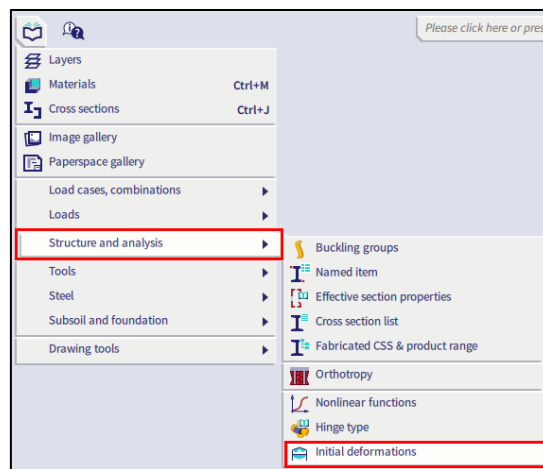 Please click here or pres
Layers
Materials Ctrl+M
Cross sections Ctrl+J
Image gallery
Paperspace gallery
Load cases, combinations
Loads
Structure and analysis
Tools
Steel
Subsoil and foundation
Drawing tools
Buckling groups
Named item
Effective section properties
Cross section list
Fabricated CSS & product range
Orthotropy
Nonlinear functions
Hinge type
Initial deformations